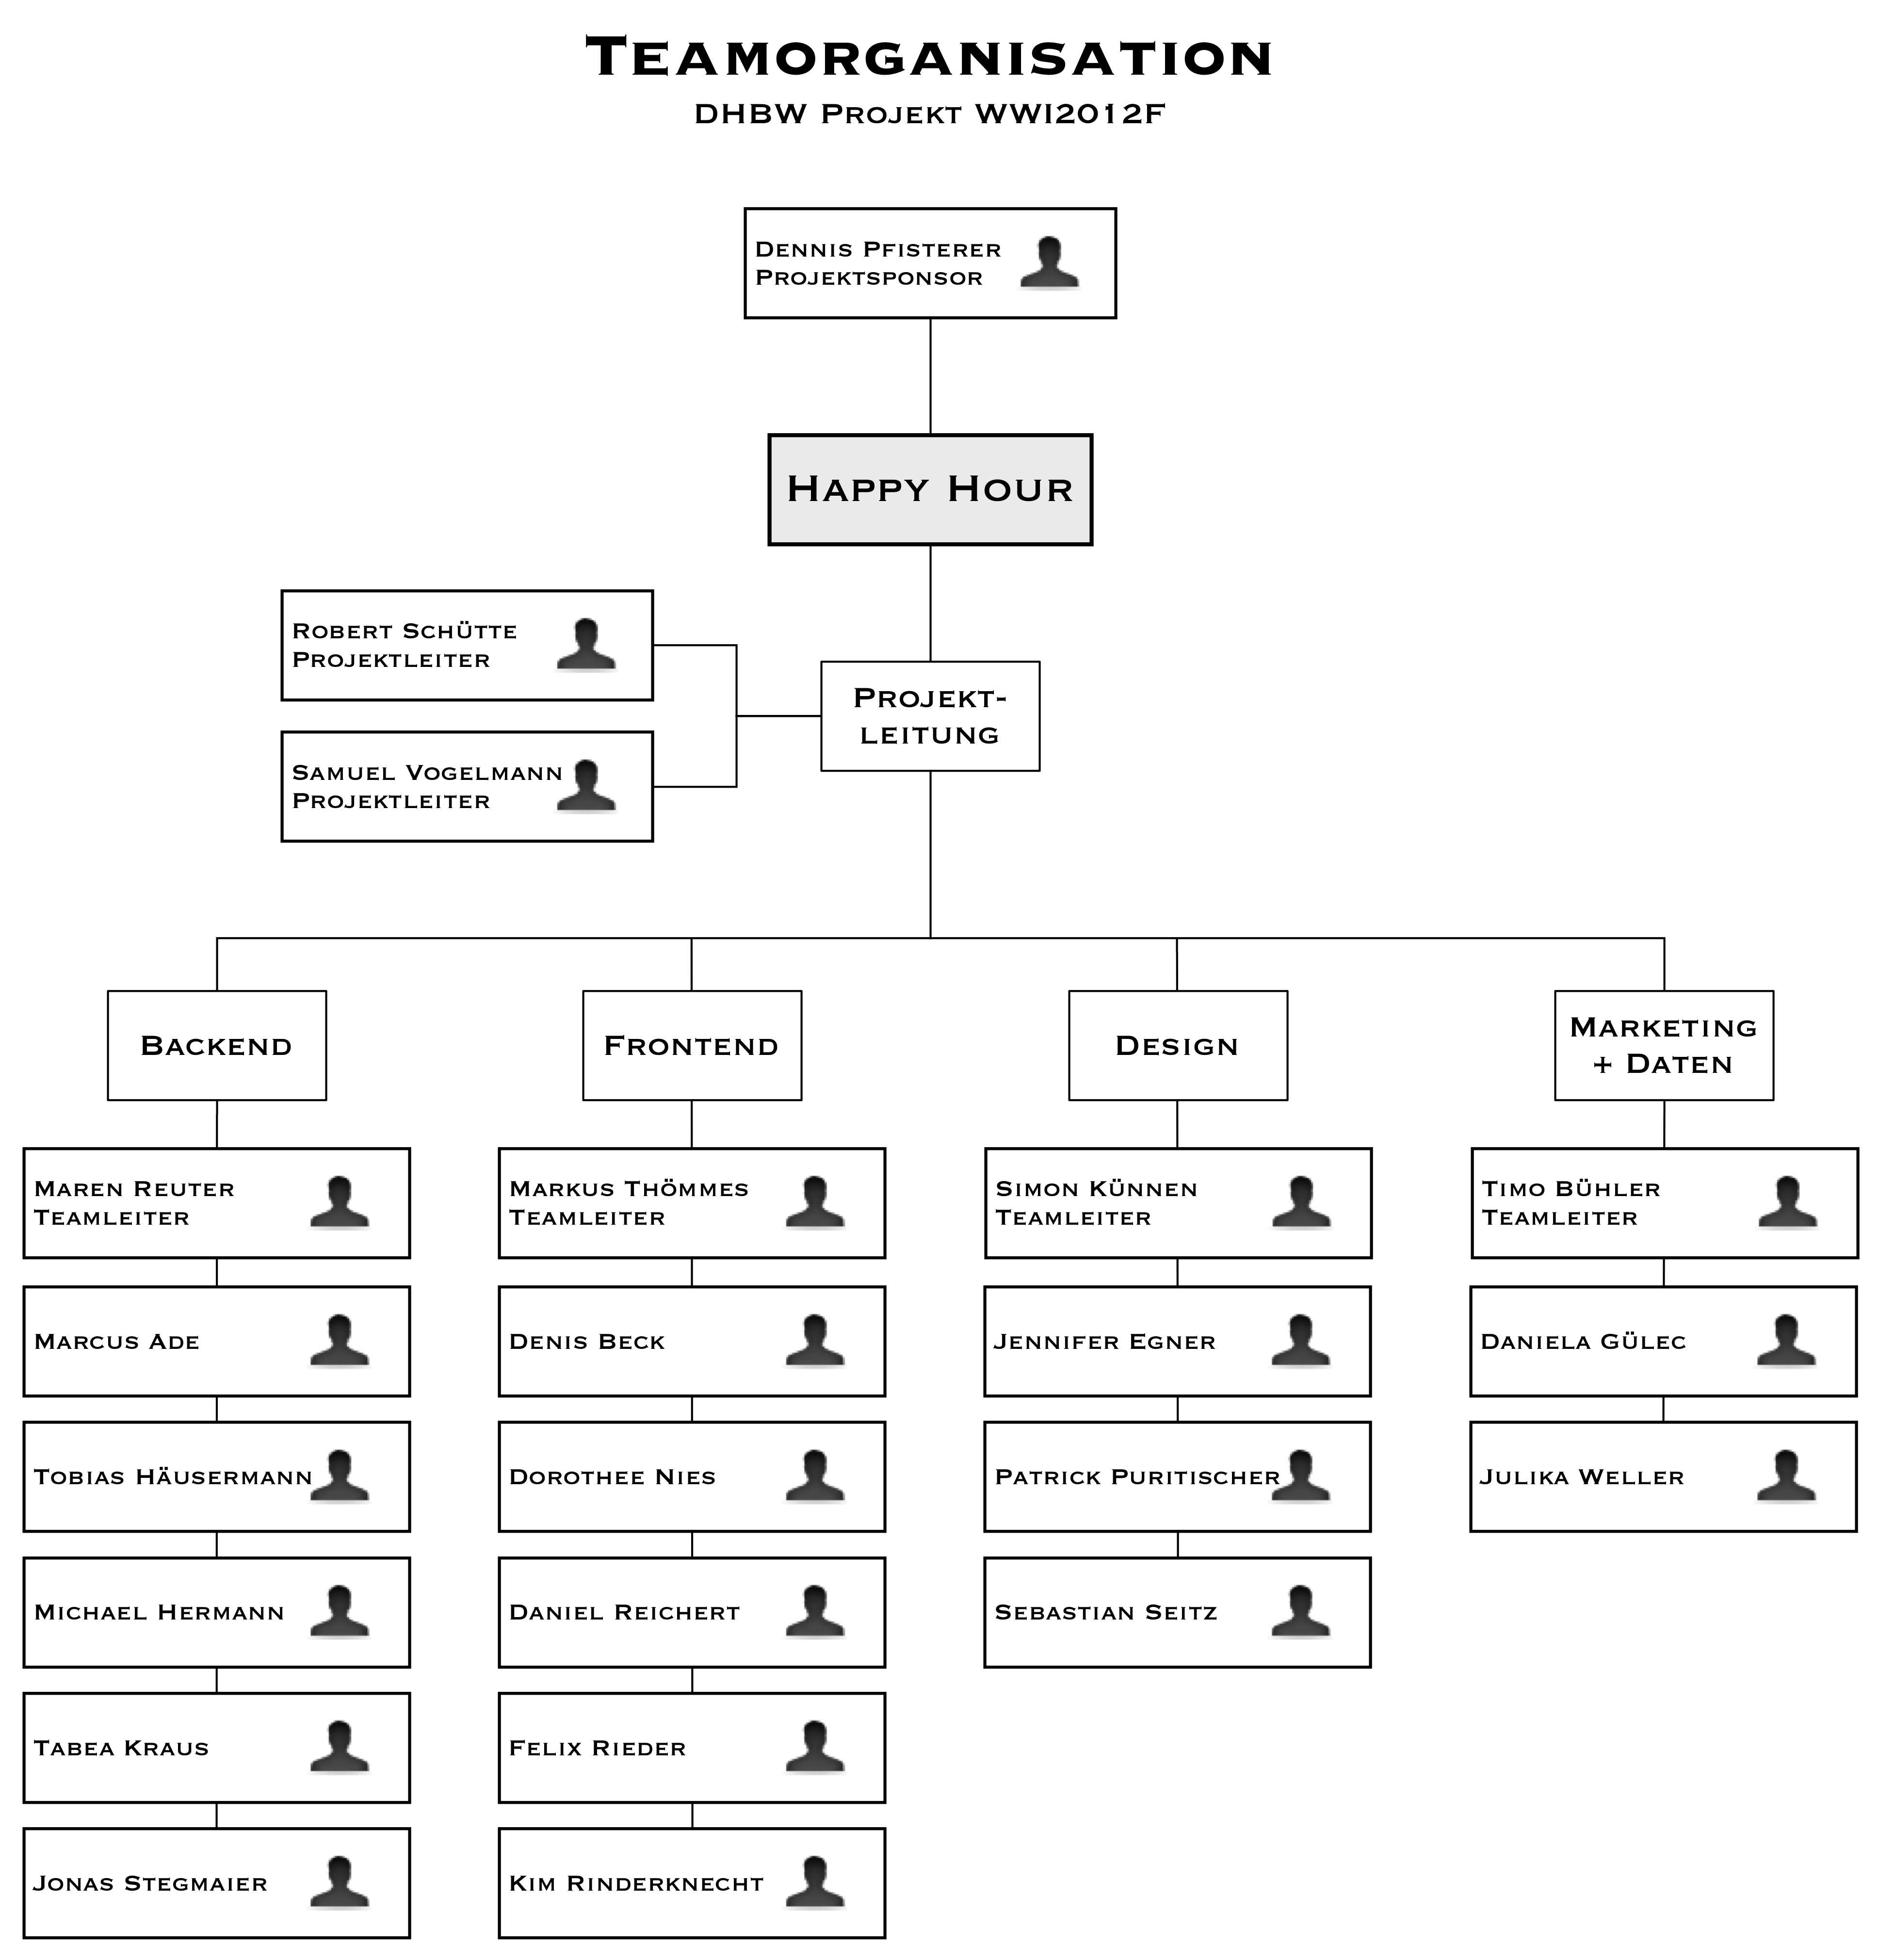 Teamorganisation
DHBW Projekt WWI2012F
Dennis Pfisterer
Projektsponsor
Happy Hour
Robert Schütte
Projektleiter
Projekt-
leitung
Samuel Vogelmann
Projektleiter
Backend
Frontend
Design
Marketing
+ Daten
Maren Reuter
Teamleiter
Marcus Ade
Tobias Häusermann
Michael Hermann
Tabea Kraus
Jonas Stegmaier
Markus Thömmes
Teamleiter
Denis Beck
Dorothee Nies
Daniel Reichert
Felix Rieder
Kim Rinderknecht
Simon Künnen
Teamleiter
Jennifer Egner
Patrick Puritischer
Sebastian Seitz
Timo Bühler
Teamleiter
Daniela Gülec
Julika Weller